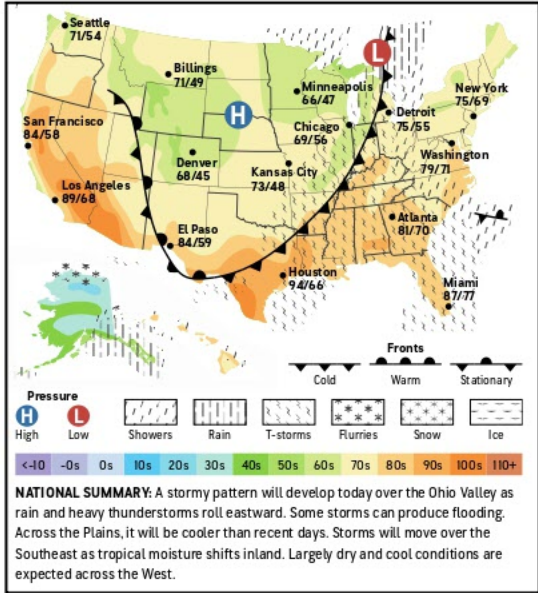 Seattle
71/54
Billings
71/49
Minneapolis
66/47
New York
75/69
San Francisco
84/58
Chicago
69/56
Detroit
75/55
Denver
68/45
Kansas City
73/48
Washington
79/71
Los Angeles
89/68
El Paso
84/59
Atlanta
81/70
Houston
94/66
Miami
87/77
H
L
Fronts
Cold Warm Stationary
Pressure
H L
High Low Showers Rain T-storms Flurries Snow Ice
<-10 -0s 0s 10s 20s 30s 40s 50s 60s 70s 80s 90s 100s 110+
NATIONAL SUMMARY: A stormy pattern will develop today over the Ohio Valley as
rain and heavy thunderstorms roll eastward. Some storms can produce flooding.
Across the Plains, it will be cooler than recent days. Storms will move over the
Southeast as tropical moisture shifts inland. Largely dry and cool conditions are
expected across the West.